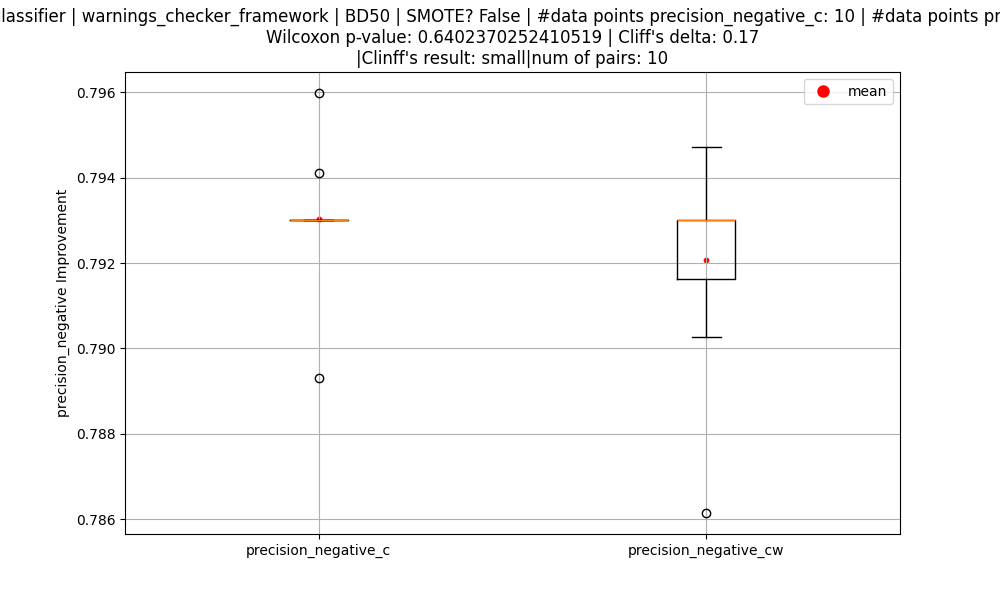 lassifier | warnings_checker_framework | BD50 | SMOTE? False | #data points precision_negative_c: 10 | #data points pr
Wilcoxon p-value: 0.6402370252410519 | Cliff's delta: 0.17
|Clinff's result: small|num of pairs: 10
mean
0.796
0.794
0.792
0.790
0.788
0.786
precision_negative Improvement
precision_negative_c
precision_negative_cw